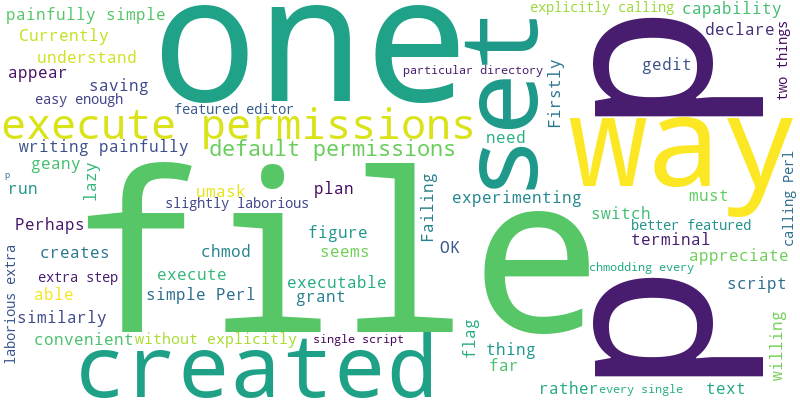 painfully simple
one
set
explicitly calling
capability
Currently
declare
two things
understand
p
gedit
appear
particular directory
Firstly
saving
easy enough
featured editor
execute permissions
way
need
writing painfully
default permissions
geany
lazy
calling Perl
p
run
umask
plan
must
file
slightly laborious
experimenting
Failing
switch
Perhaps
figure
better featured
OK
terminal
creates
chmod
seems
appreciate
laborious extra
chmodding every
extra step
execute
executable
script
able
simple Perl
grant
d
similarly
willing
convenient
without explicitly
single script
flag
thing
created
far
rather
every single
text